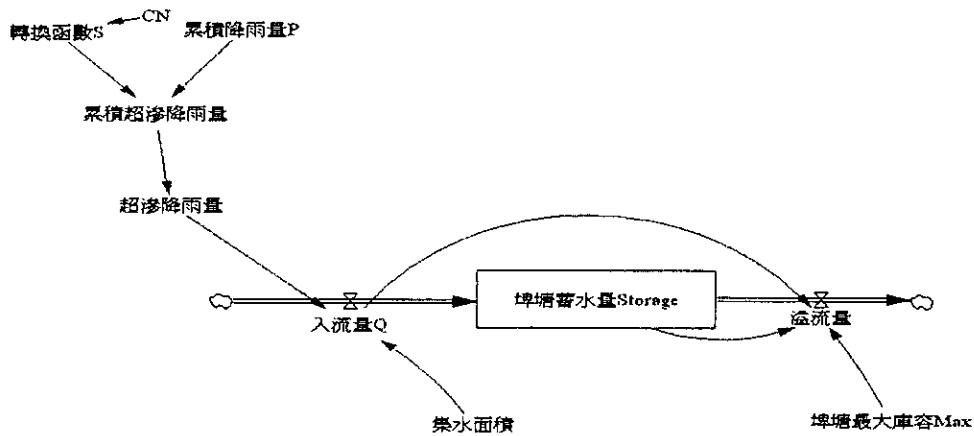 CN
轉換函數S
累積降雨量P
累積超滲降雨量
超滲降雨量
埤塘蓄水量Storage
入流量Q
溢流量
集水面積
埤塘最大庫容Max